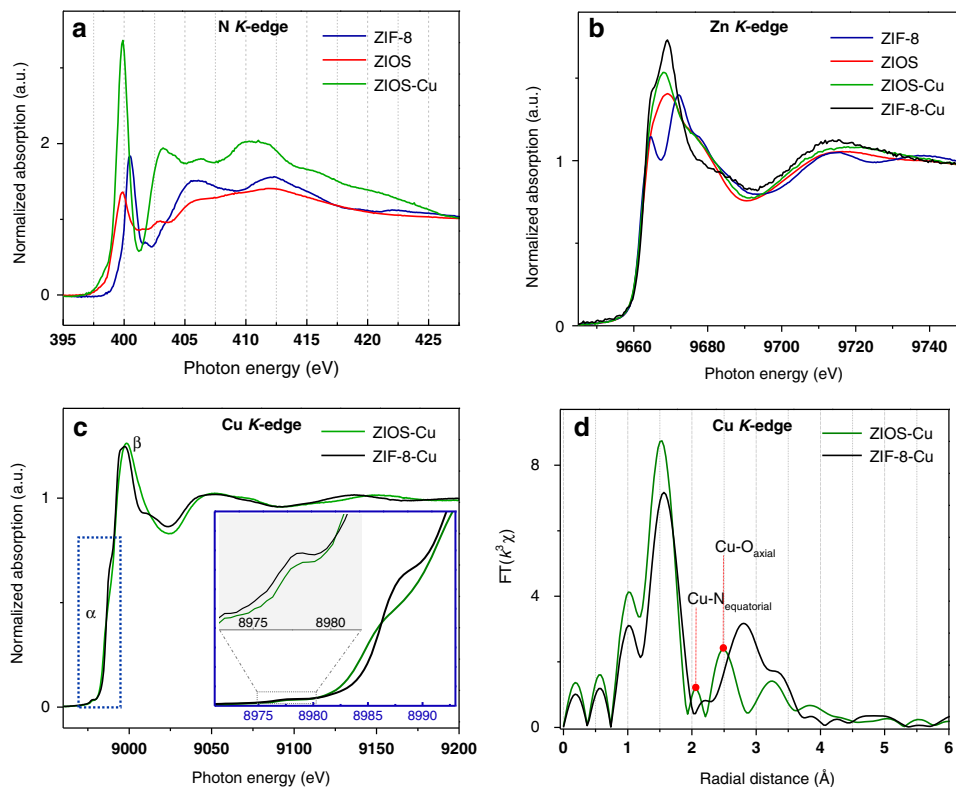 a
N K-edge
ZIF-8
ZIOS
ZIOS-Cu
Normalized absorption (a.u.)
2
1
0
395 400 405 410 415 420 425
Photon energy (eV)
b
Zn K-edge
ZIF-8
ZIOS
ZIOS-Cu
ZIF-8-Cu
Normalized absorption (a.u.)
1
0
9660 9680 9700 9720 9740
Photon energy (eV)
c
Cu K-edge
ZIOS-Cu
ZIF-8-Cu
β
α
Normalized absorption (a.u.)
1
0
8975 8980
8975 8980 8985 8990
9000 9050 9100 9150 9200
Photon energy (eV)
d
Cu K-edge
ZIOS-Cu
ZIF-8-Cu
Cu-Oaxial
Cu-Nequatorial
FT(k³χ)
8
4
0
0 1 2 3 4 5 6
Radial distance (Å)